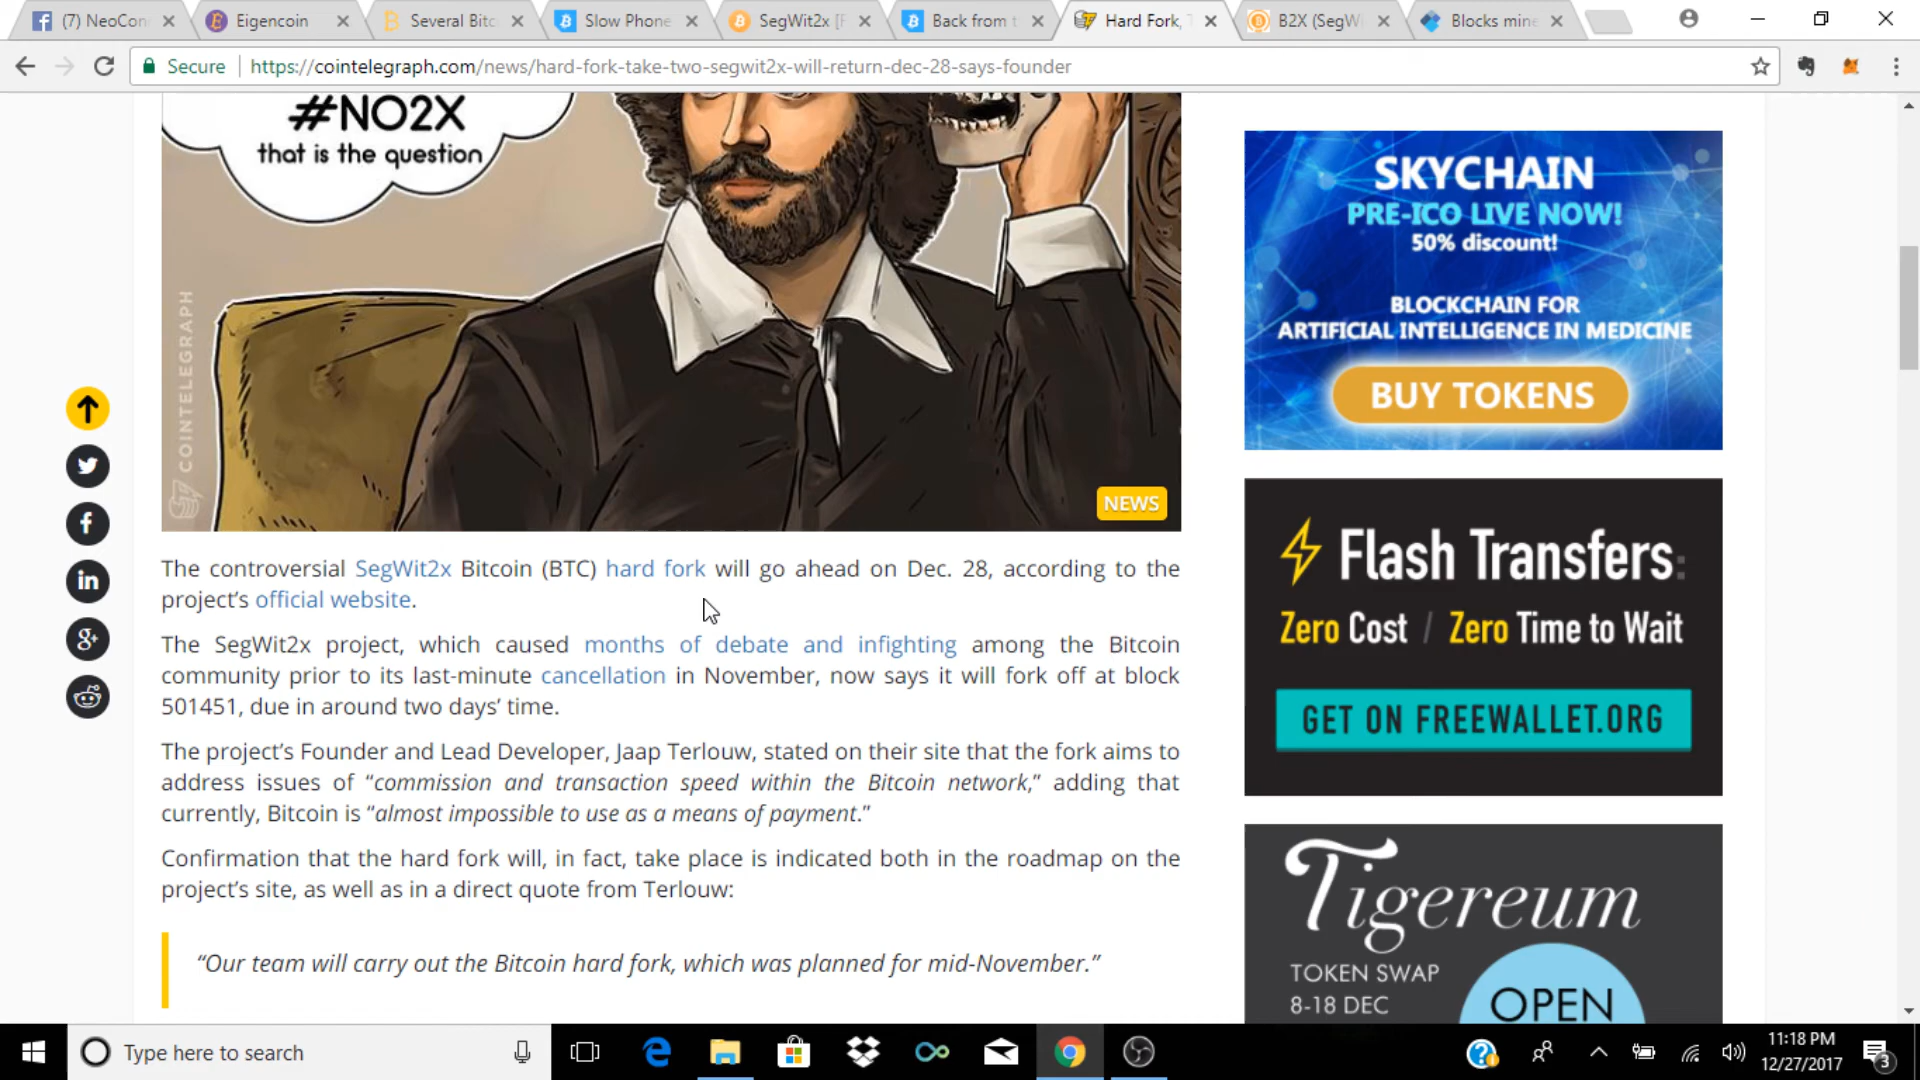 (7) NeoCon
Eigencoin
Several Bitc
Slow Phone
SegWit2x [F
Back from t
Hard Fork, T
B2X (SegWi
Blocks mine
Secure
https://cointelegraph.com/news/hard-fork-take-two-segwit2x-will-return-dec-28-says-founder
#NO2X
that is the question
COINTELEGRAPH
NEWS
The controversial SegWit2x Bitcoin (BTC) hard fork will go ahead on Dec. 28, according to the
project's official website.
The SegWit2x project, which caused months of debate and infighting among the Bitcoin
community prior to its last-minute cancellation in November, now says it will fork off at block
501451, due in around two days' time.
The project's Founder and Lead Developer, Jaap Terlouw, stated on their site that the fork aims to
address issues of “commission and transaction speed within the Bitcoin network,” adding that
currently, Bitcoin is “almost impossible to use as a means of payment.”
Confirmation that the hard fork will, in fact, take place is indicated both in the roadmap on the
project's site, as well as in a direct quote from Terlouw:
“Our team will carry out the Bitcoin hard fork, which was planned for mid-November.”
SKYCHAIN
PRE-ICO LIVE NOW!
50% discount!
BLOCKCHAIN FOR
ARTIFICIAL INTELLIGENCE IN MEDICINE
BUY TOKENS
Flash Transfers:
Zero Cost / Zero Time to Wait
GET ON FREEWALLET.ORG
Tigereum
TOKEN SWAP
8-18 DEC
OPEN
Type here to search
11:18 PM
12/27/2017
3